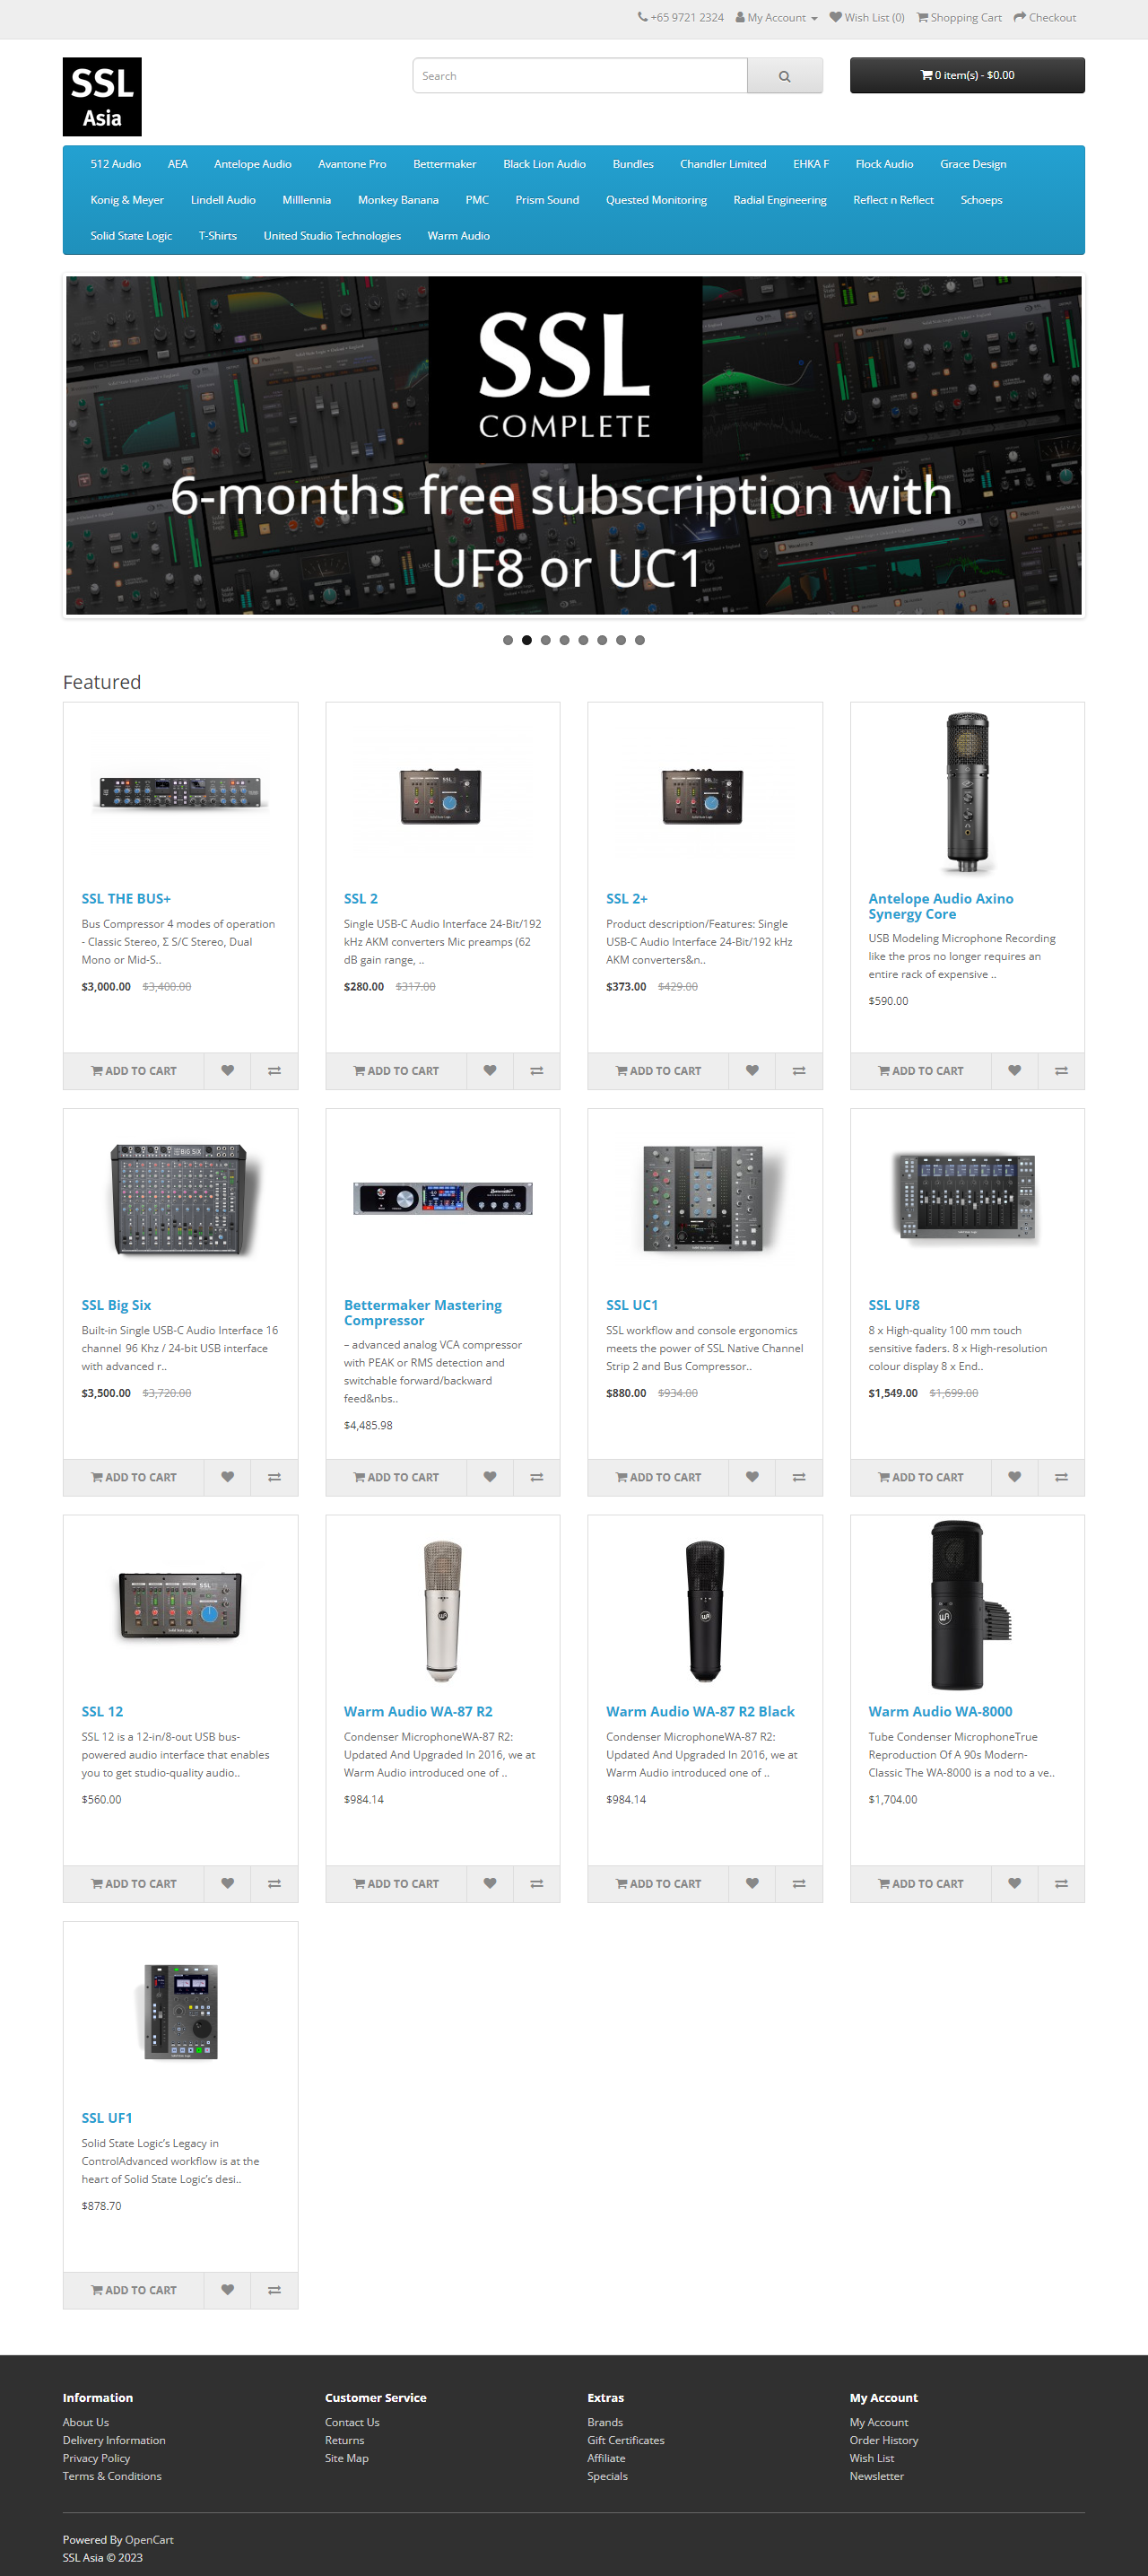 +65 9721 2324 My Account Wish List (0) Shopping Cart Checkout
SSL
Asia
Search
0 item(s) - $0.00
512 Audio AEA Antelope Audio Avantone Pro Bettermaker Black Lion Audio Bundles Chandler Limited EHKA F Flock Audio Grace Design
Konig & Meyer Lindell Audio Milllennia Monkey Banana PMC Prism Sound Quested Monitoring Radial Engineering Reflect n Reflect Schoeps
Solid State Logic T-Shirts United Studio Technologies Warm Audio
SSL
COMPLETE
6-months free subscription with
UF8 or UC1
Featured
SSL THE BUS+
Bus Compressor 4 modes of operation
- Classic Stereo, Σ S/C Stereo, Dual
Mono or Mid-S..
$3,000.00 $3,400.00
ADD TO CART
SSL 2
Single USB-C Audio Interface 24-Bit/192
kHz AKM converters Mic preamps (62
dB gain range, ..
$280.00 $317.00
ADD TO CART
SSL 2+
Product description/Features: Single
USB-C Audio Interface 24-Bit/192 kHz
AKM converters&n..
$373.00 $429.00
ADD TO CART
Antelope Audio Axino
Synergy Core
USB Modeling Microphone Recording
like the pros no longer requires an
entire rack of expensive ..
$590.00
ADD TO CART
BIG SIX
SSL Big Six
Built-in Single USB-C Audio Interface 16
channel 96 Khz / 24-bit USB interface
with advanced r..
$3,500.00 $3,720.00
ADD TO CART
Bettermaker Mastering
Compressor
– advanced analog VCA compressor
with PEAK or RMS detection and
switchable forward/backward
feed&nbs..
$4,485.98
ADD TO CART
SSL UC1
SSL workflow and console ergonomics
meets the power of SSL Native Channel
Strip 2 and Bus Compressor..
$880.00 $934.00
ADD TO CART
SSL UF8
8 x High-quality 100 mm touch
sensitive faders. 8 x High-resolution
colour display 8 x End..
$1,549.00 $1,699.00
ADD TO CART
SSL 12
SSL 12 is a 12-in/8-out USB bus-
powered audio interface that enables
you to get studio-quality audio..
$560.00
ADD TO CART
Warm Audio WA-87 R2
Condenser MicrophoneWA-87 R2:
Updated And Upgraded In 2016, we at
Warm Audio introduced one of ..
$984.14
ADD TO CART
Warm Audio WA-87 R2 Black
Condenser MicrophoneWA-87 R2:
Updated And Upgraded In 2016, we at
Warm Audio introduced one of ..
$984.14
ADD TO CART
Warm Audio WA-8000
Tube Condenser MicrophoneTrue
Reproduction Of A 90s Modern-
Classic The WA-8000 is a nod to a ve..
$1,704.00
ADD TO CART
SSL UF1
Solid State Logic’s Legacy in
ControlAdvanced workflow is at the
heart of Solid State Logic’s desi..
$878.70
ADD TO CART
Information
About Us
Delivery Information
Privacy Policy
Terms & Conditions
Customer Service
Contact Us
Returns
Site Map
Extras
Brands
Gift Certificates
Affiliate
Specials
My Account
My Account
Order History
Wish List
Newsletter
Powered By OpenCart
SSL Asia © 2023